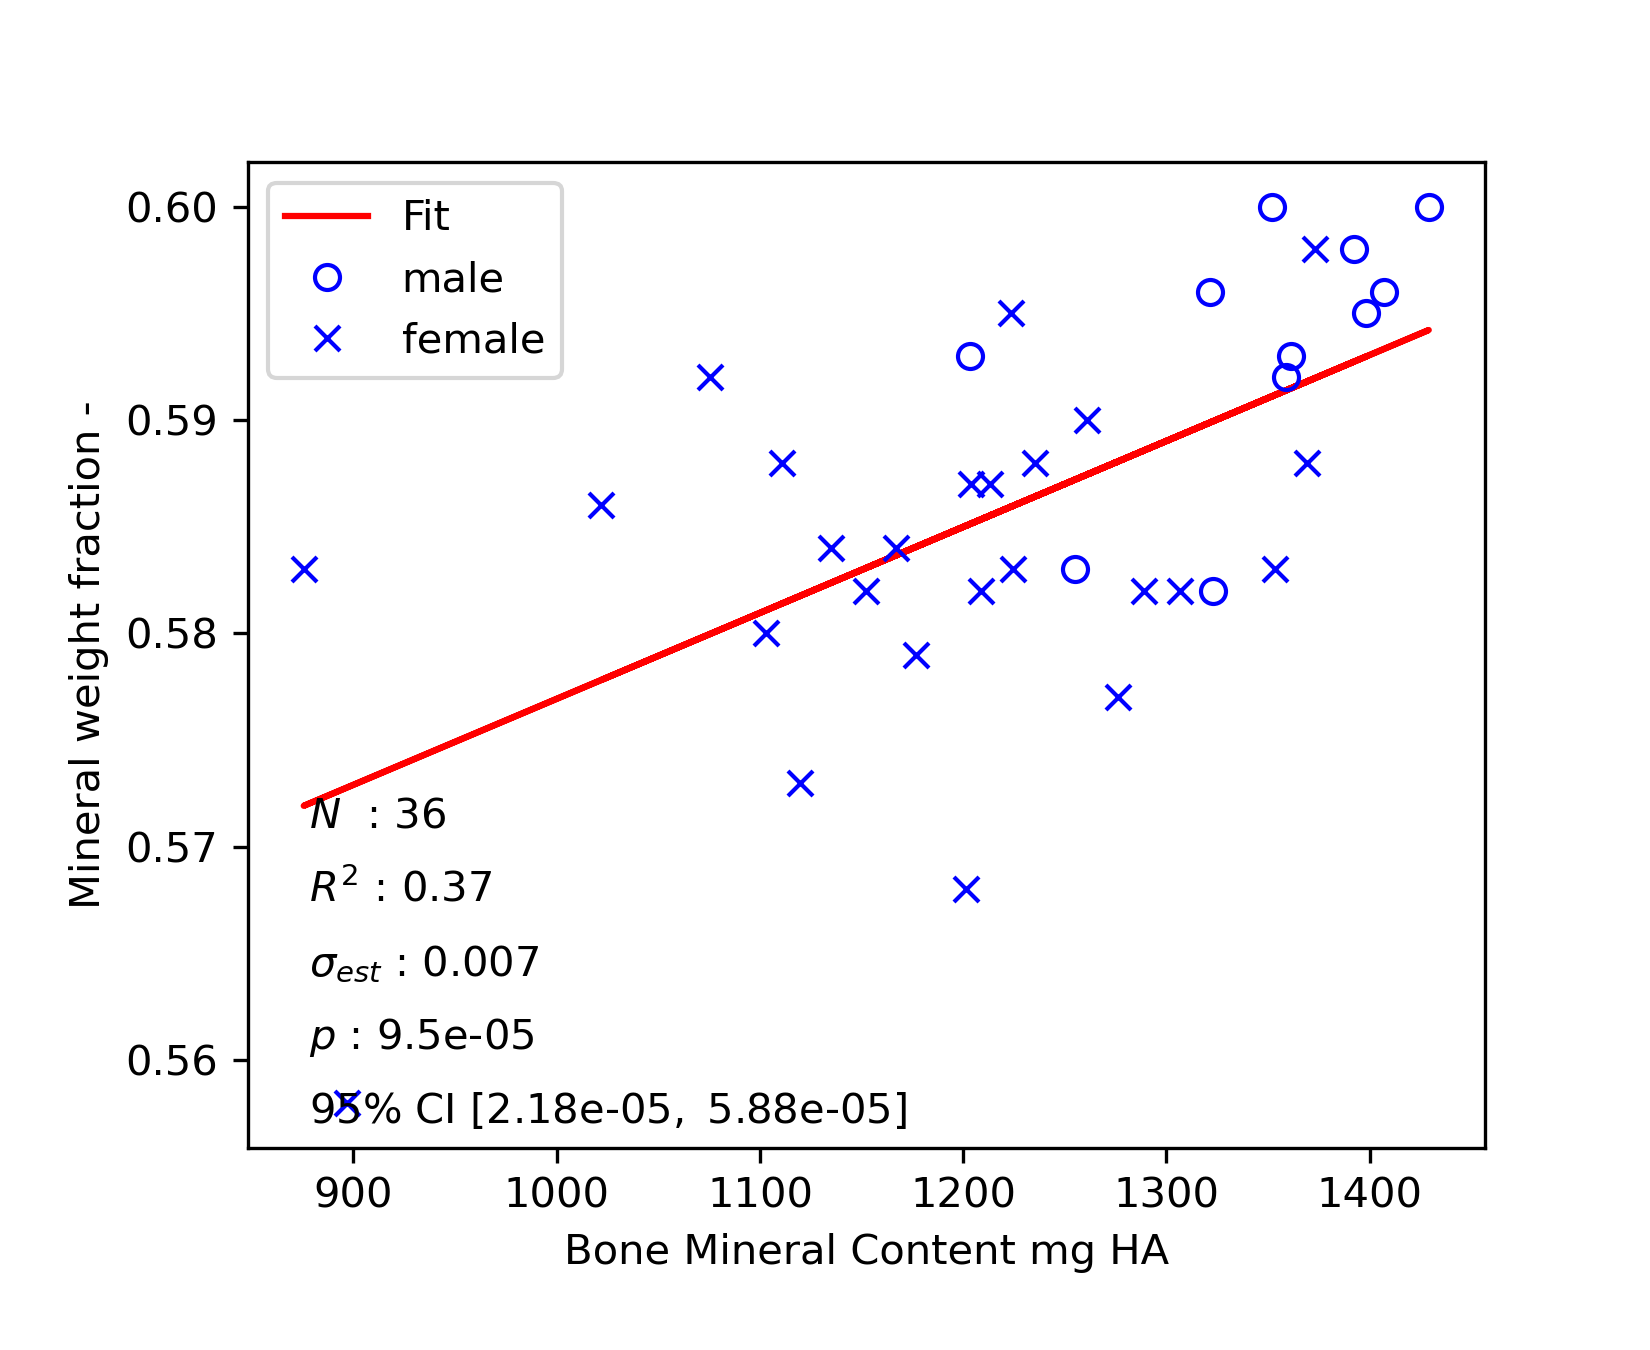 Fit
male
female
0.60
0.59
0.58
0.57
0.56
Mineral weight fraction -
N : 36
R² : 0.37
σest : 0.007
p : 9.5e-05
95% CI [2.18e-05, 5.88e-05]
900 1000 1100 1200 1300 1400
Bone Mineral Content mg HA